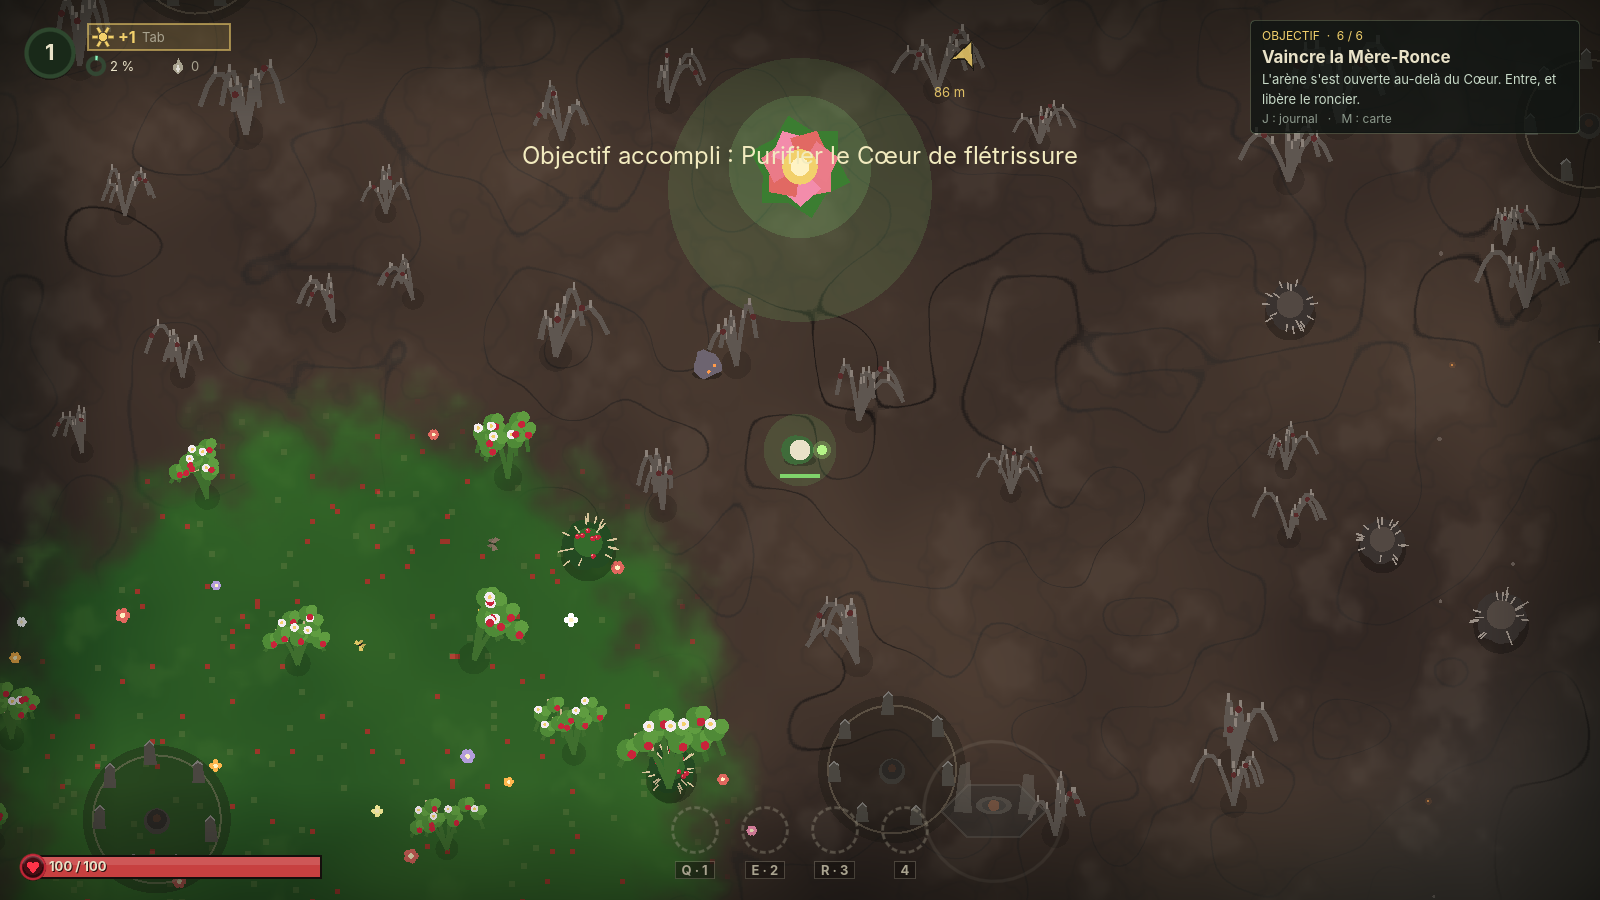 1
+1 Tab
2 % 0
OBJECTIF · 6 / 6
Vaincre la Mère-Ronce
L'arène s'est ouverte au-delà du Cœur. Entre, et
libère le roncier.
J : journal · M : carte
86 m
Objectif accompli : Purifier le Cœur de flétrissure
100 / 100
Q · 1
E · 2
R · 3
4